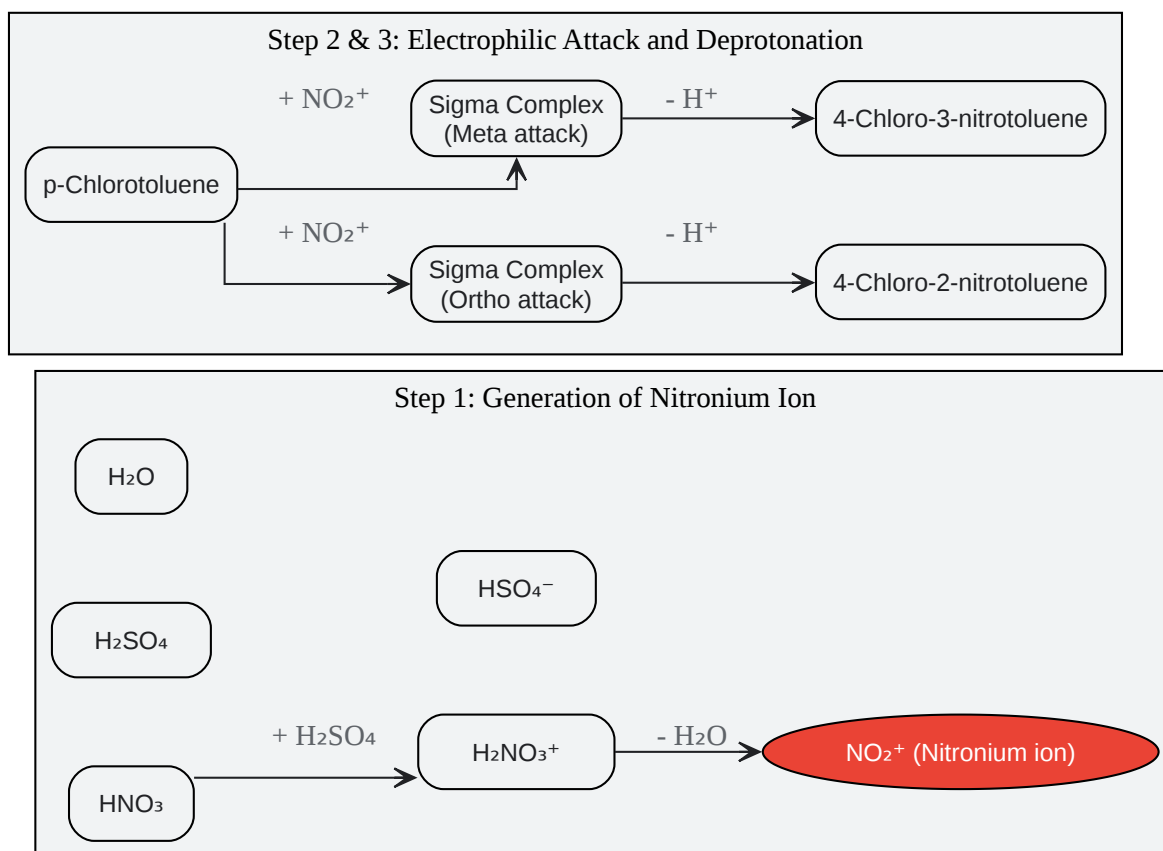 Step 2 & 3: Electrophilic Attack and Deprotonation
+ NO₂⁺
Sigma Complex
(Meta attack)
- H⁺
4-Chloro-3-nitrotoluene
p-Chlorotoluene
+ NO₂⁺
Sigma Complex
(Ortho attack)
- H⁺
4-Chloro-2-nitrotoluene
Step 1: Generation of Nitronium Ion
H₂O
HSO₄⁻
H₂SO₄
+ H₂SO₄
H₂NO₃⁺
- H₂O
NO₂⁺ (Nitronium ion)
HNO₃